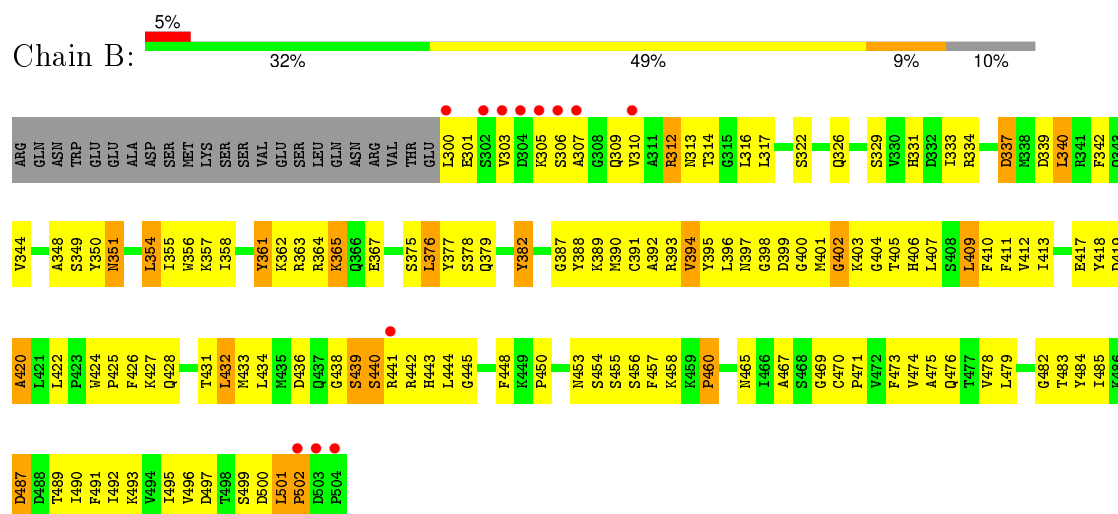 5%
Chain B:
32% 49% 9% 10%
ARG GLN ASN TRP GLU GLU ALA ASP SER MET LYS SER SER VAL GLU SER LEU GLN ASN ARG VAL THR GLU L300 E301 S302 V303 D304 K305 S306 A307 G308 Q309 V310 A311 R312 N313 T314 G315 L316 L317 S322 Q326 S329 V330 H331 D332 I333 R334 D337 M338 D339 L340 R341 F342
V344 A348 S349 Y350 N351 L354 I355 W356 K357 I358 Y361 K362 R363 R364 K365 Q366 E367 S375 L376 Y377 S378 Q379 Y382 G387 Y388 K389 M390 C391 A392 R393 V394 Y395 L396 N397 G398 D399 G400 M401 G402 K403 G404 T405 H406 L407 S408 L409 F410 F411 V412 I413 E417 Y418 D419
A420 L421 L422 P423 W424 P425 F426 K427 Q428 T431 L432 M433 L434 M435 D436 Q437 G438 S439 S440 R441 R442 H443 L444 G445 F448 K449 P450 N453 S454 S455 S456 F457 K458 K459 P460 N465 I466 A467 S468 G469 C470 P471 V472 F473 V474 A475 Q476 T477 V478 L479 G482 T483 Y484 I485 K486
D487 D488 T489 I490 F491 I492 K493 V494 I495 V496 D497 T498 S499 D500 L501 P502 D503 P504